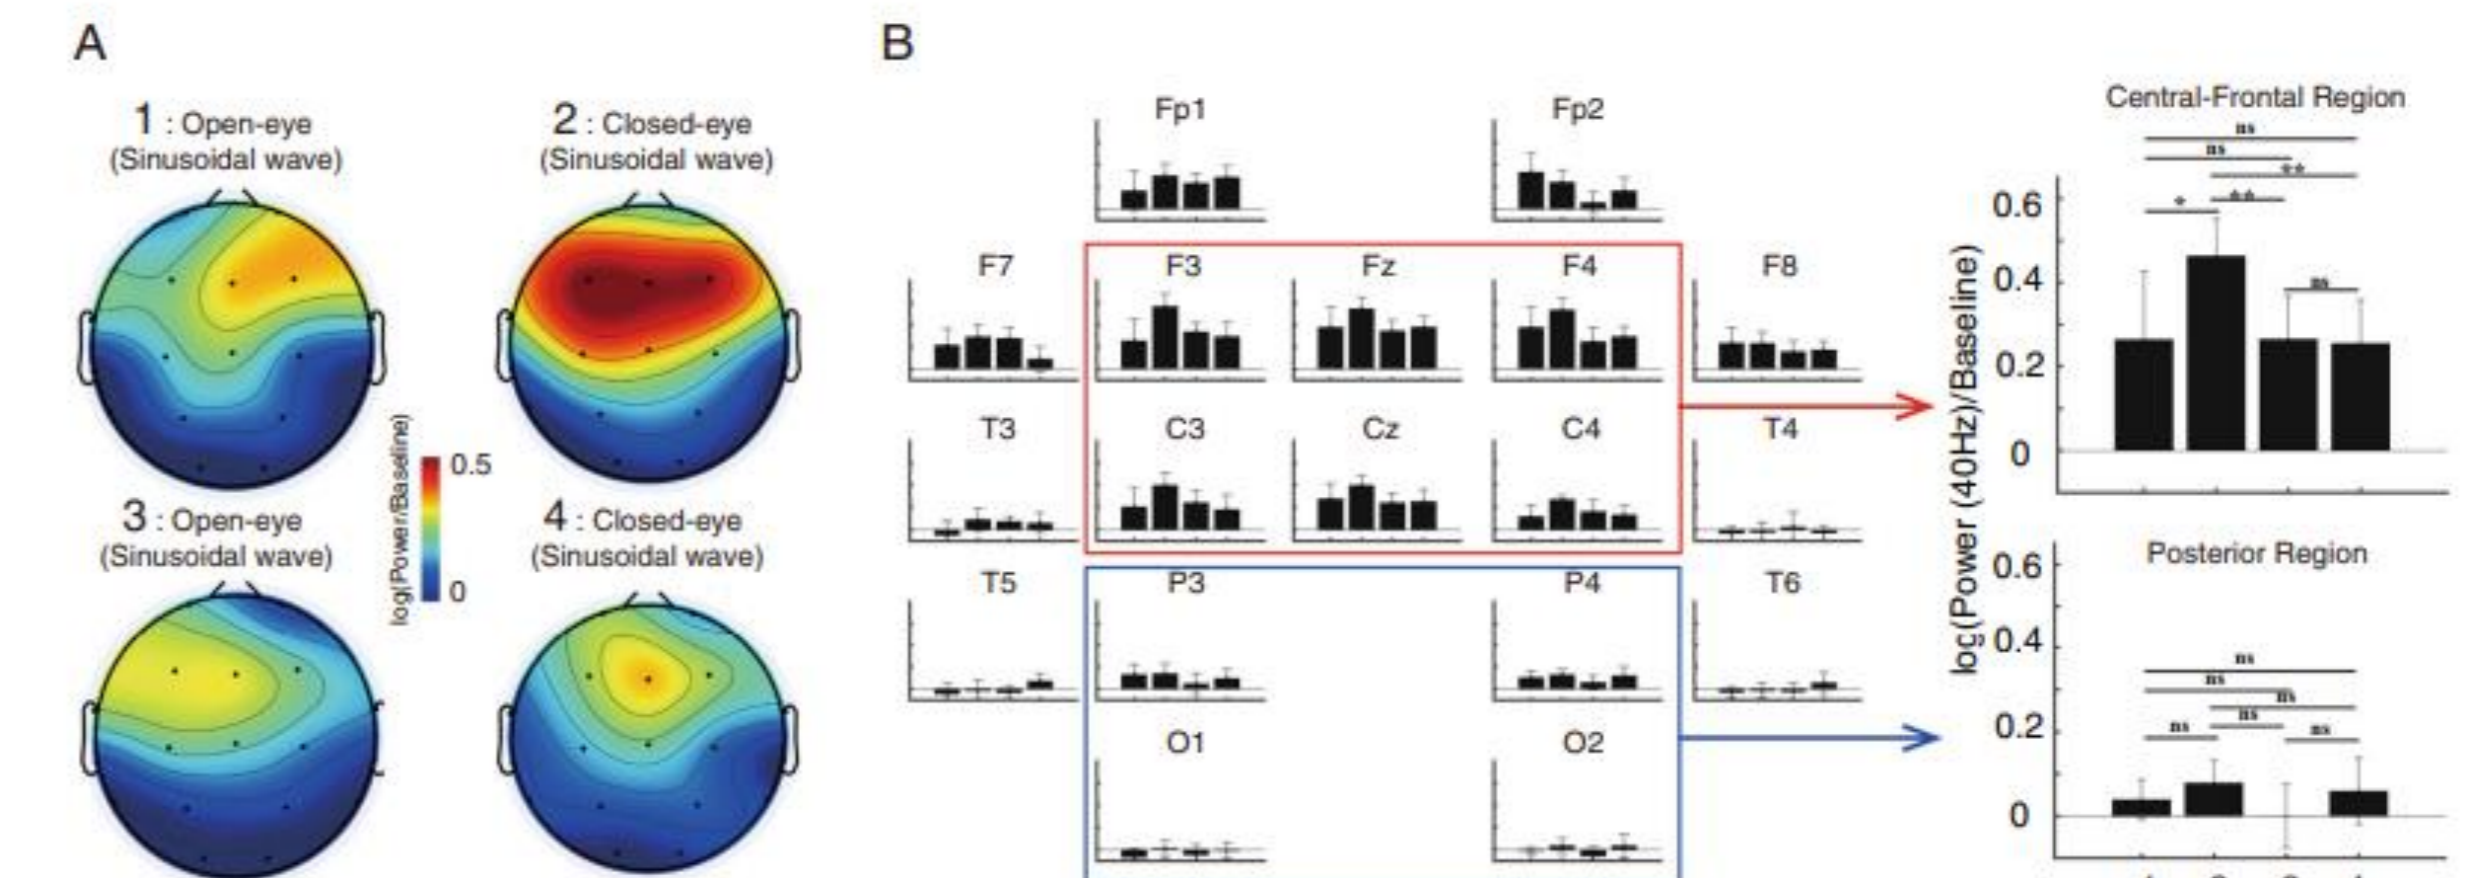 A
1 : Open-eye
(Sinusoidal wave)
2 : Closed-eye
(Sinusoidal wave)
3 : Open-eye
(Sinusoidal wave)
4 : Closed-eye
(Sinusoidal wave)
log(Power/Baseline)
0.5
0
B
Fp1
Fp2
F7
F3
Fz
F4
F8
T3
C3
Cz
C4
T4
T5
P3
P4
T6
O1
O2
log(Power (40Hz)/Baseline)
Central-Frontal Region
ns
ns
**
**
*
ns
0.6
0.4
0.2
0
Posterior Region
ns
ns
ns
ns
ns
ns
0.6
0.4
0.2
0